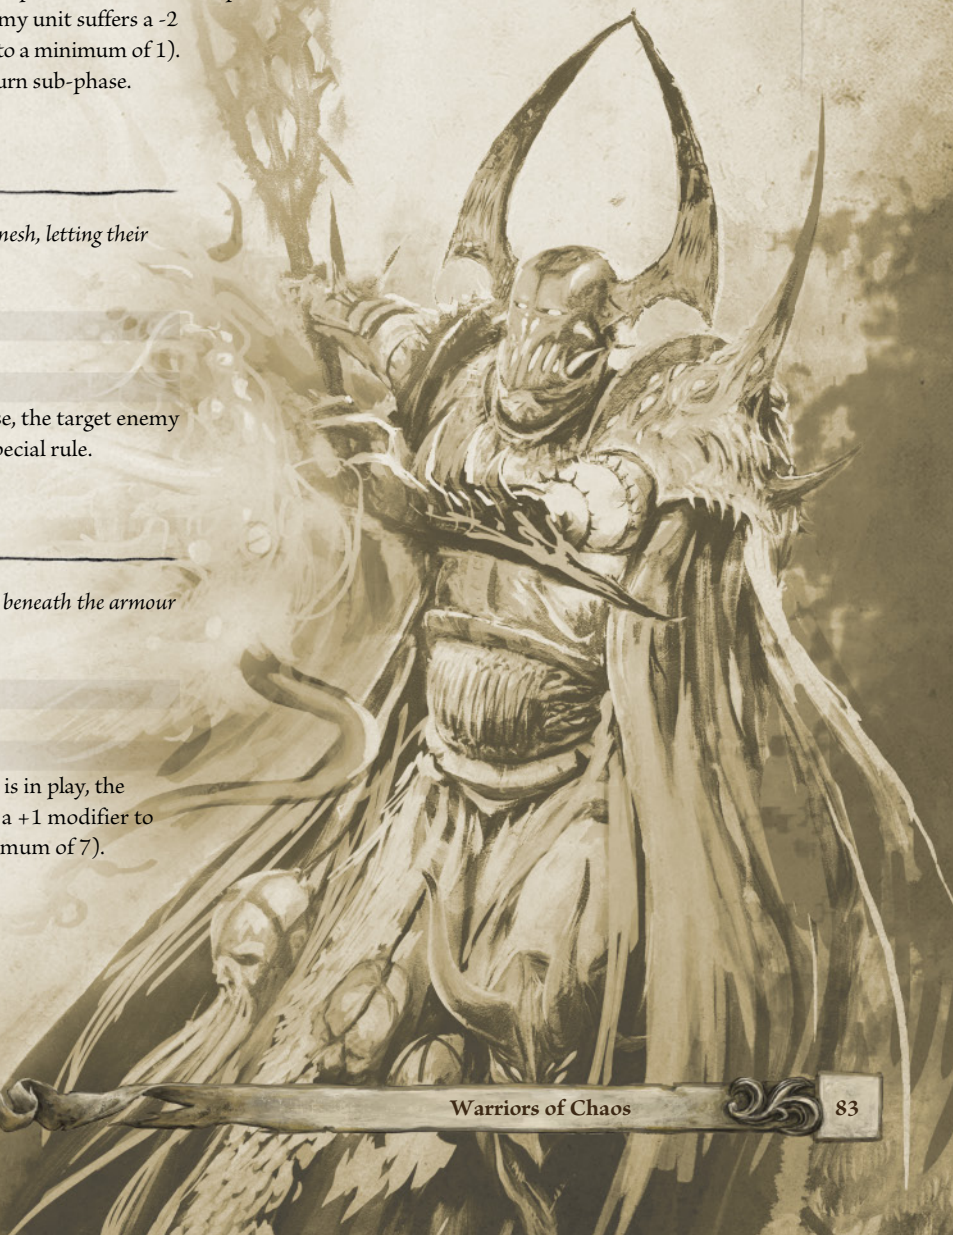 my unit suffers a -2
to a minimum of 1).
urn sub-phase.
nesh, letting their
se, the target enemy
pecial rule.
beneath the armour
is in play, the
a +1 modifier to
mum of 7).
Warriors of Chaos
83